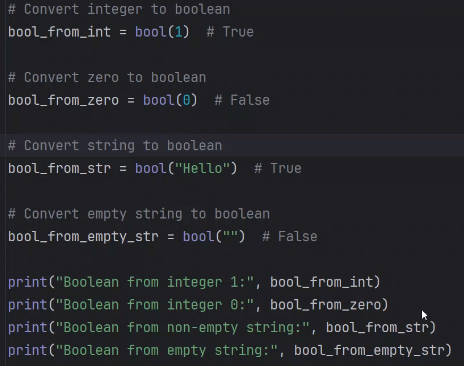 # Convert integer to boolean
bool_from_int = bool(1)  # True
# Convert zero to boolean
bool_from_zero = bool(0)  # False
# Convert string to boolean
bool_from_str = bool("Hello")  # True
# Convert empty string to boolean
bool_from_empty_str = bool("")  # False
print("Boolean from integer 1:", bool_from_int)
print("Boolean from integer 0:", bool_from_zero)
print("Boolean from non-empty string:", bool_from_str)
print("Boolean from empty string:", bool_from_empty_str)